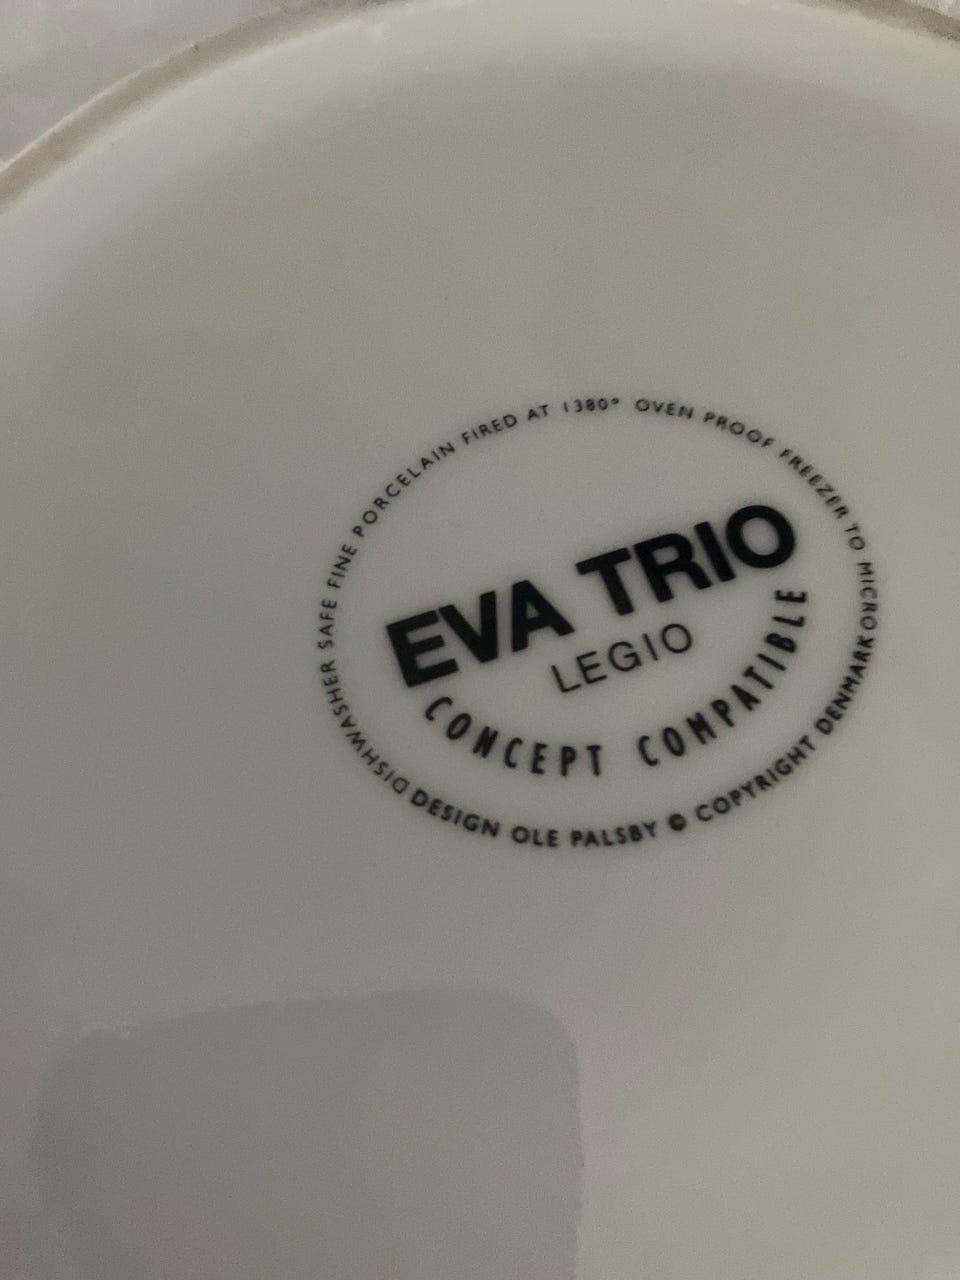 DISHWASHER SAFE FINE PORCELAIN FIRED AT 1380° OVEN PROOF FREEZER TO MICRO
EVA TRIO
LEGIO
CONCEPT COMPATIBLE
DESIGN OLE PALSBY © COPYRIGHT DENMARK